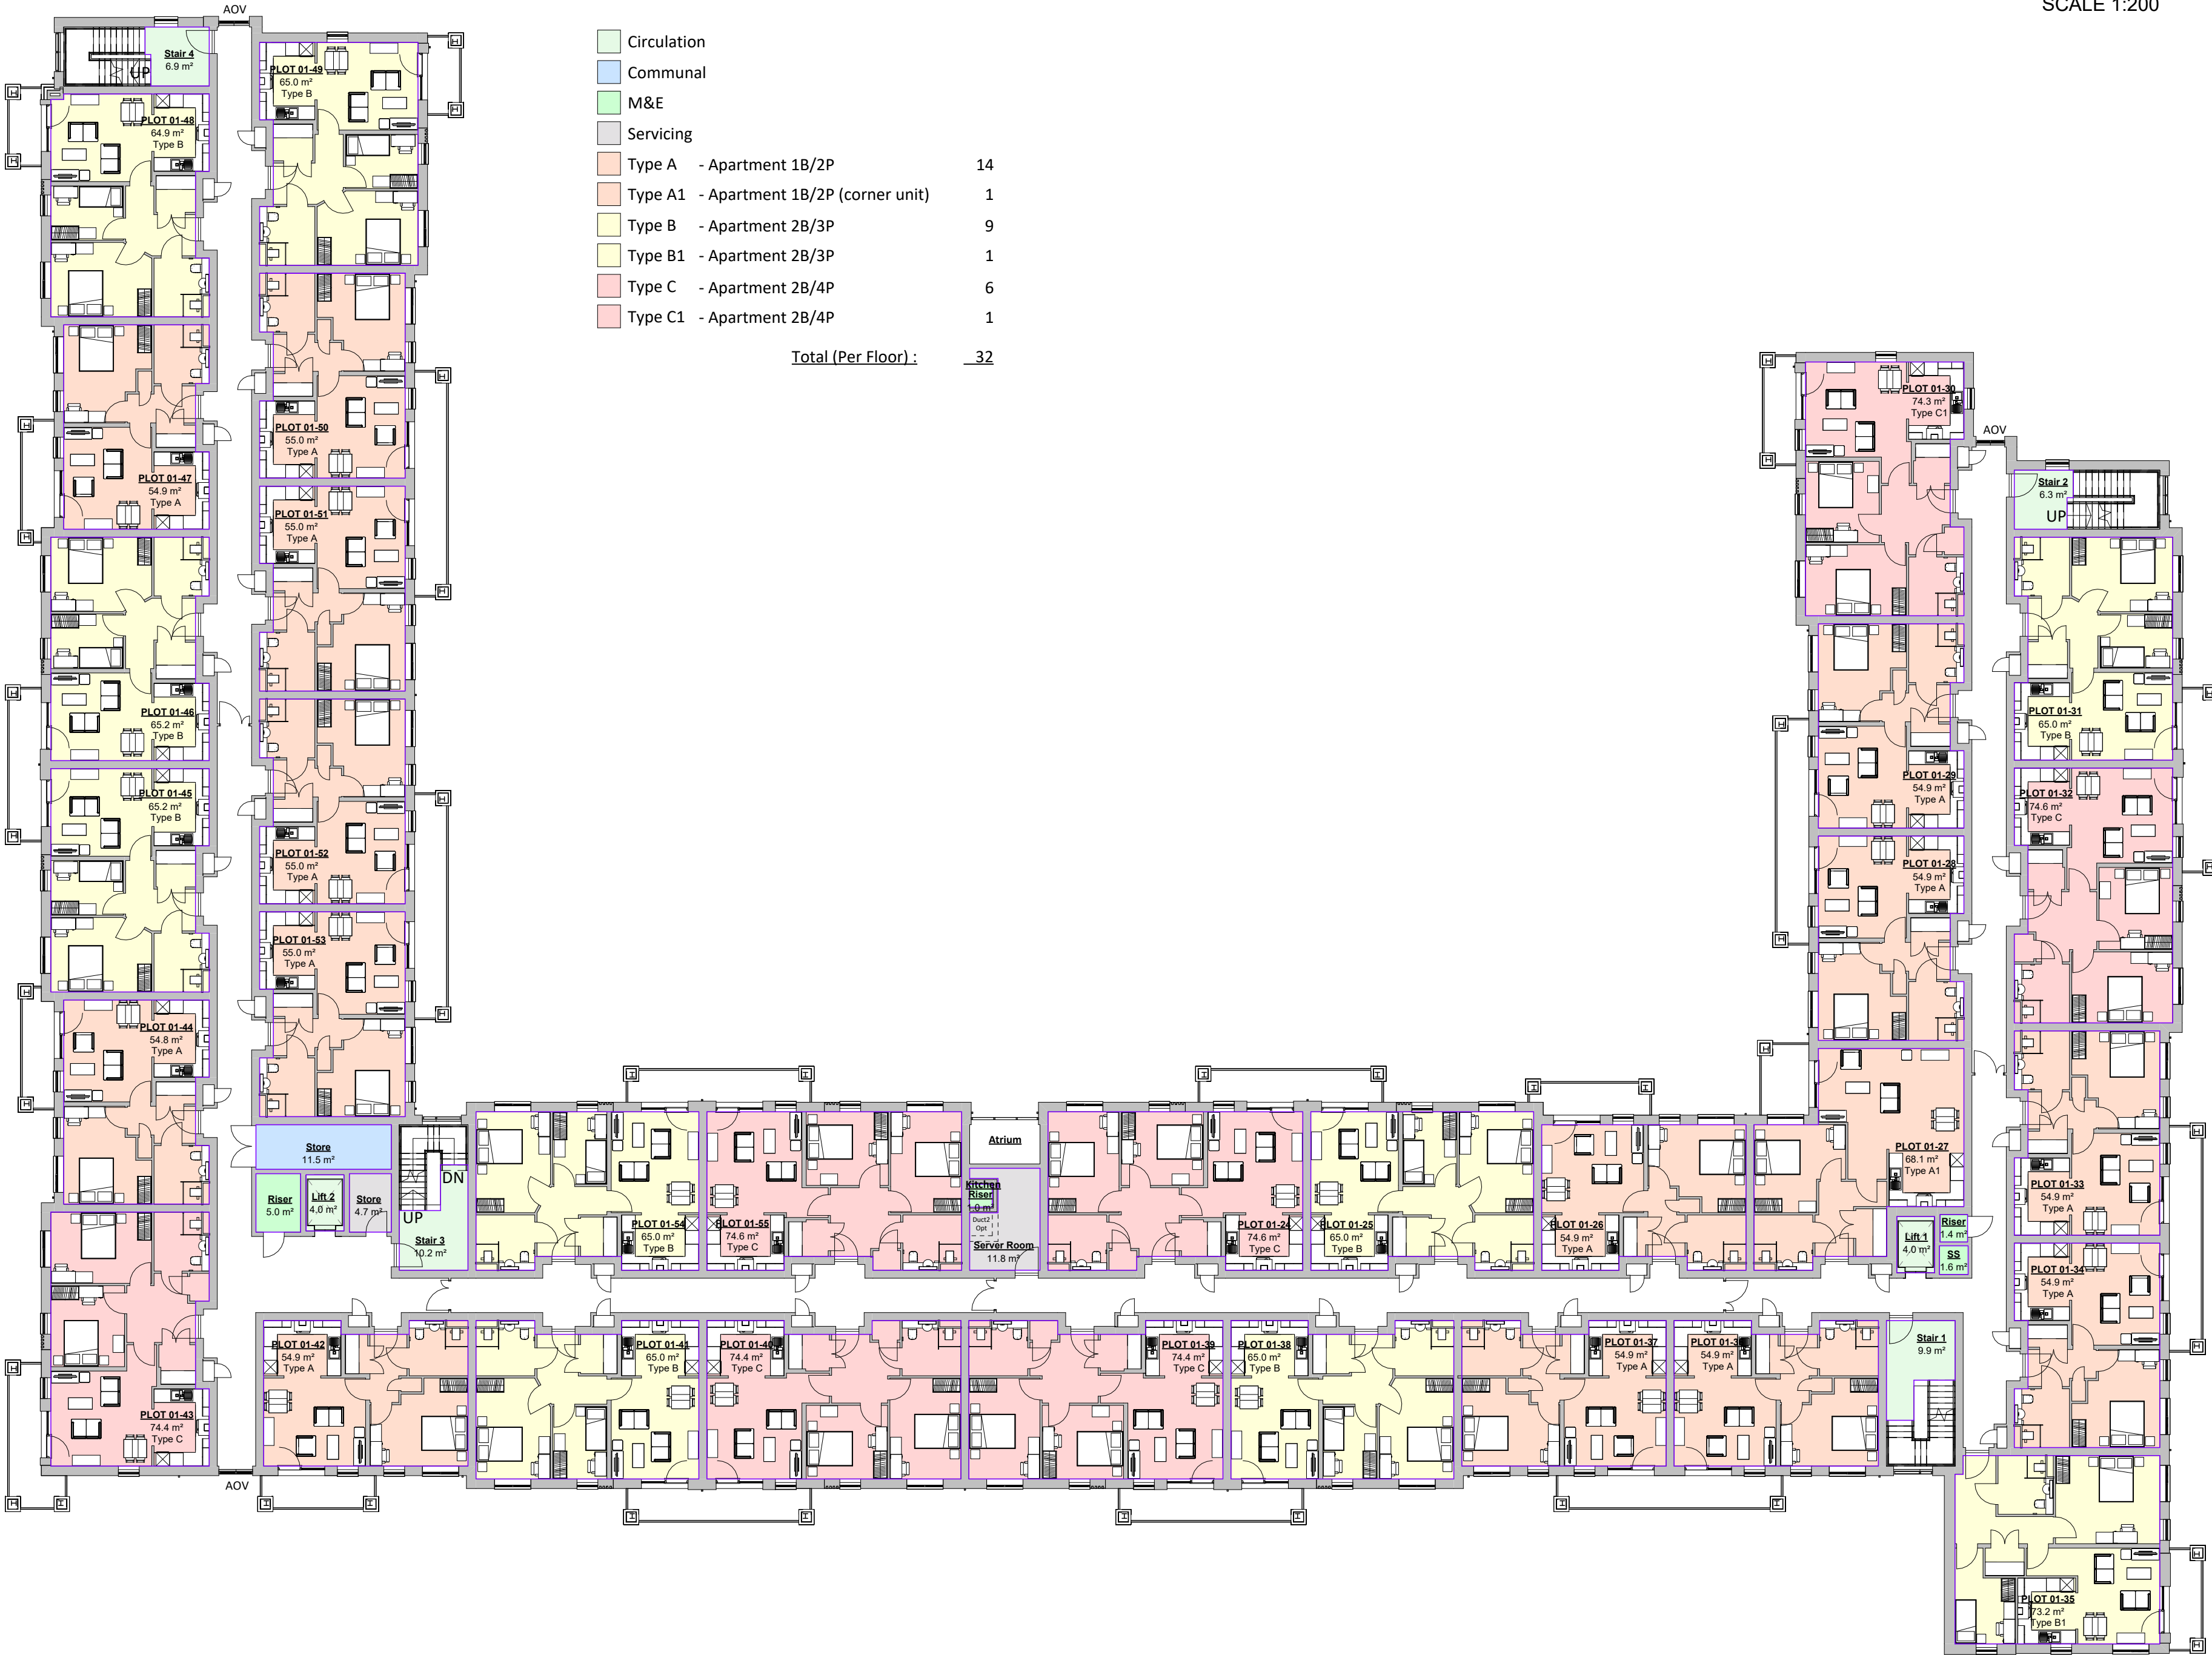 SCALE 1:200
AOV
Circulation
Communal
M&E
Servicing
Type A - Apartment 1B/2P 14
Type A1 - Apartment 1B/2P (corner unit) 1
Type B - Apartment 2B/3P 9
Type B1 - Apartment 2B/3P 1
Type C - Apartment 2B/4P 6
Type C1 - Apartment 2B/4P 1
Total (Per Floor) : 32
Stair 4
6.9 m²
UP
PLOT 01-49
65.0 m²
Type B
PLOT 01-48
64.9 m²
Type B
PLOT 01-50
55.0 m²
Type A
PLOT 01-47
54.9 m²
Type A
PLOT 01-51
55.0 m²
Type A
PLOT 01-46
65.2 m²
Type B
PLOT 01-45
65.2 m²
Type B
PLOT 01-52
55.0 m²
Type A
PLOT 01-53
55.0 m²
Type A
PLOT 01-44
54.8 m²
Type A
PLOT 01-30
74.3 m²
Type C1
AOV
Stair 2
6.3 m²
UP
PLOT 01-31
65.0 m²
Type B
PLOT 01-29
54.9 m²
Type A
PLOT 01-32
74.6 m²
Type C
PLOT 01-28
54.9 m²
Type A
Store
11.5 m²
Riser
5.0 m²
Lift 2
4.0 m²
Store
4.7 m²
DN
UP
Stair 3
10.2 m²
PLOT 01-54
65.0 m²
Type B
PLOT 01-55
74.6 m²
Type C
Atrium
Kitchen
Riser
1.0 m²
Duct2
Opt
Server Room
11.8 m²
PLOT 01-24
74.6 m²
Type C
PLOT 01-25
65.0 m²
Type B
PLOT 01-26
54.9 m²
Type A
PLOT 01-27
68.1 m²
Type A1
Lift 1
4.0 m²
Riser
1.4 m²
SS
1.6 m²
PLOT 01-33
54.9 m²
Type A
PLOT 01-34
54.9 m²
Type A
PLOT 01-43
74.4 m²
Type C
AOV
PLOT 01-42
54.9 m²
Type A
PLOT 01-41
65.0 m²
Type B
PLOT 01-40
74.4 m²
Type C
PLOT 01-39
74.4 m²
Type C
PLOT 01-38
65.0 m²
Type B
PLOT 01-37
54.9 m²
Type A
PLOT 01-3
54.9 m²
Type A
Stair 1
9.9 m²
PLOT 01-35
73.2 m²
Type B1